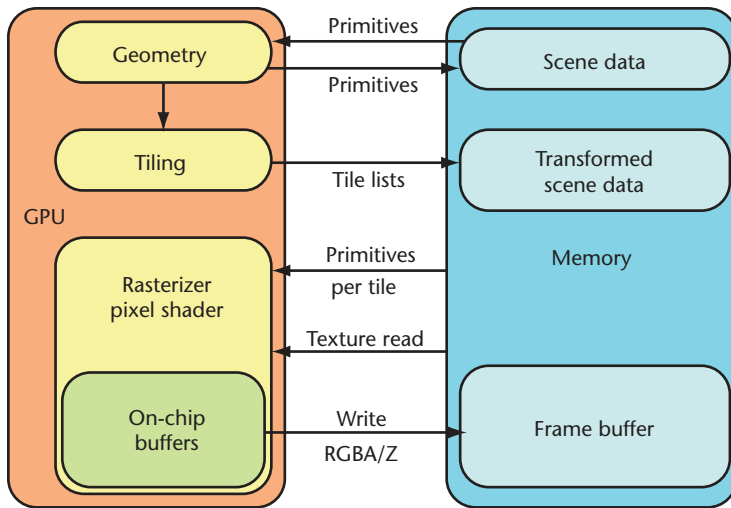 Primitives
Geometry
Scene data
Primitives
Tiling
Tile lists
Transformed
scene data
GPU
Primitives
per tile
Memory
Rasterizer
pixel shader
Texture read
On-chip
buffers
Write
RGBA/Z
Frame buffer